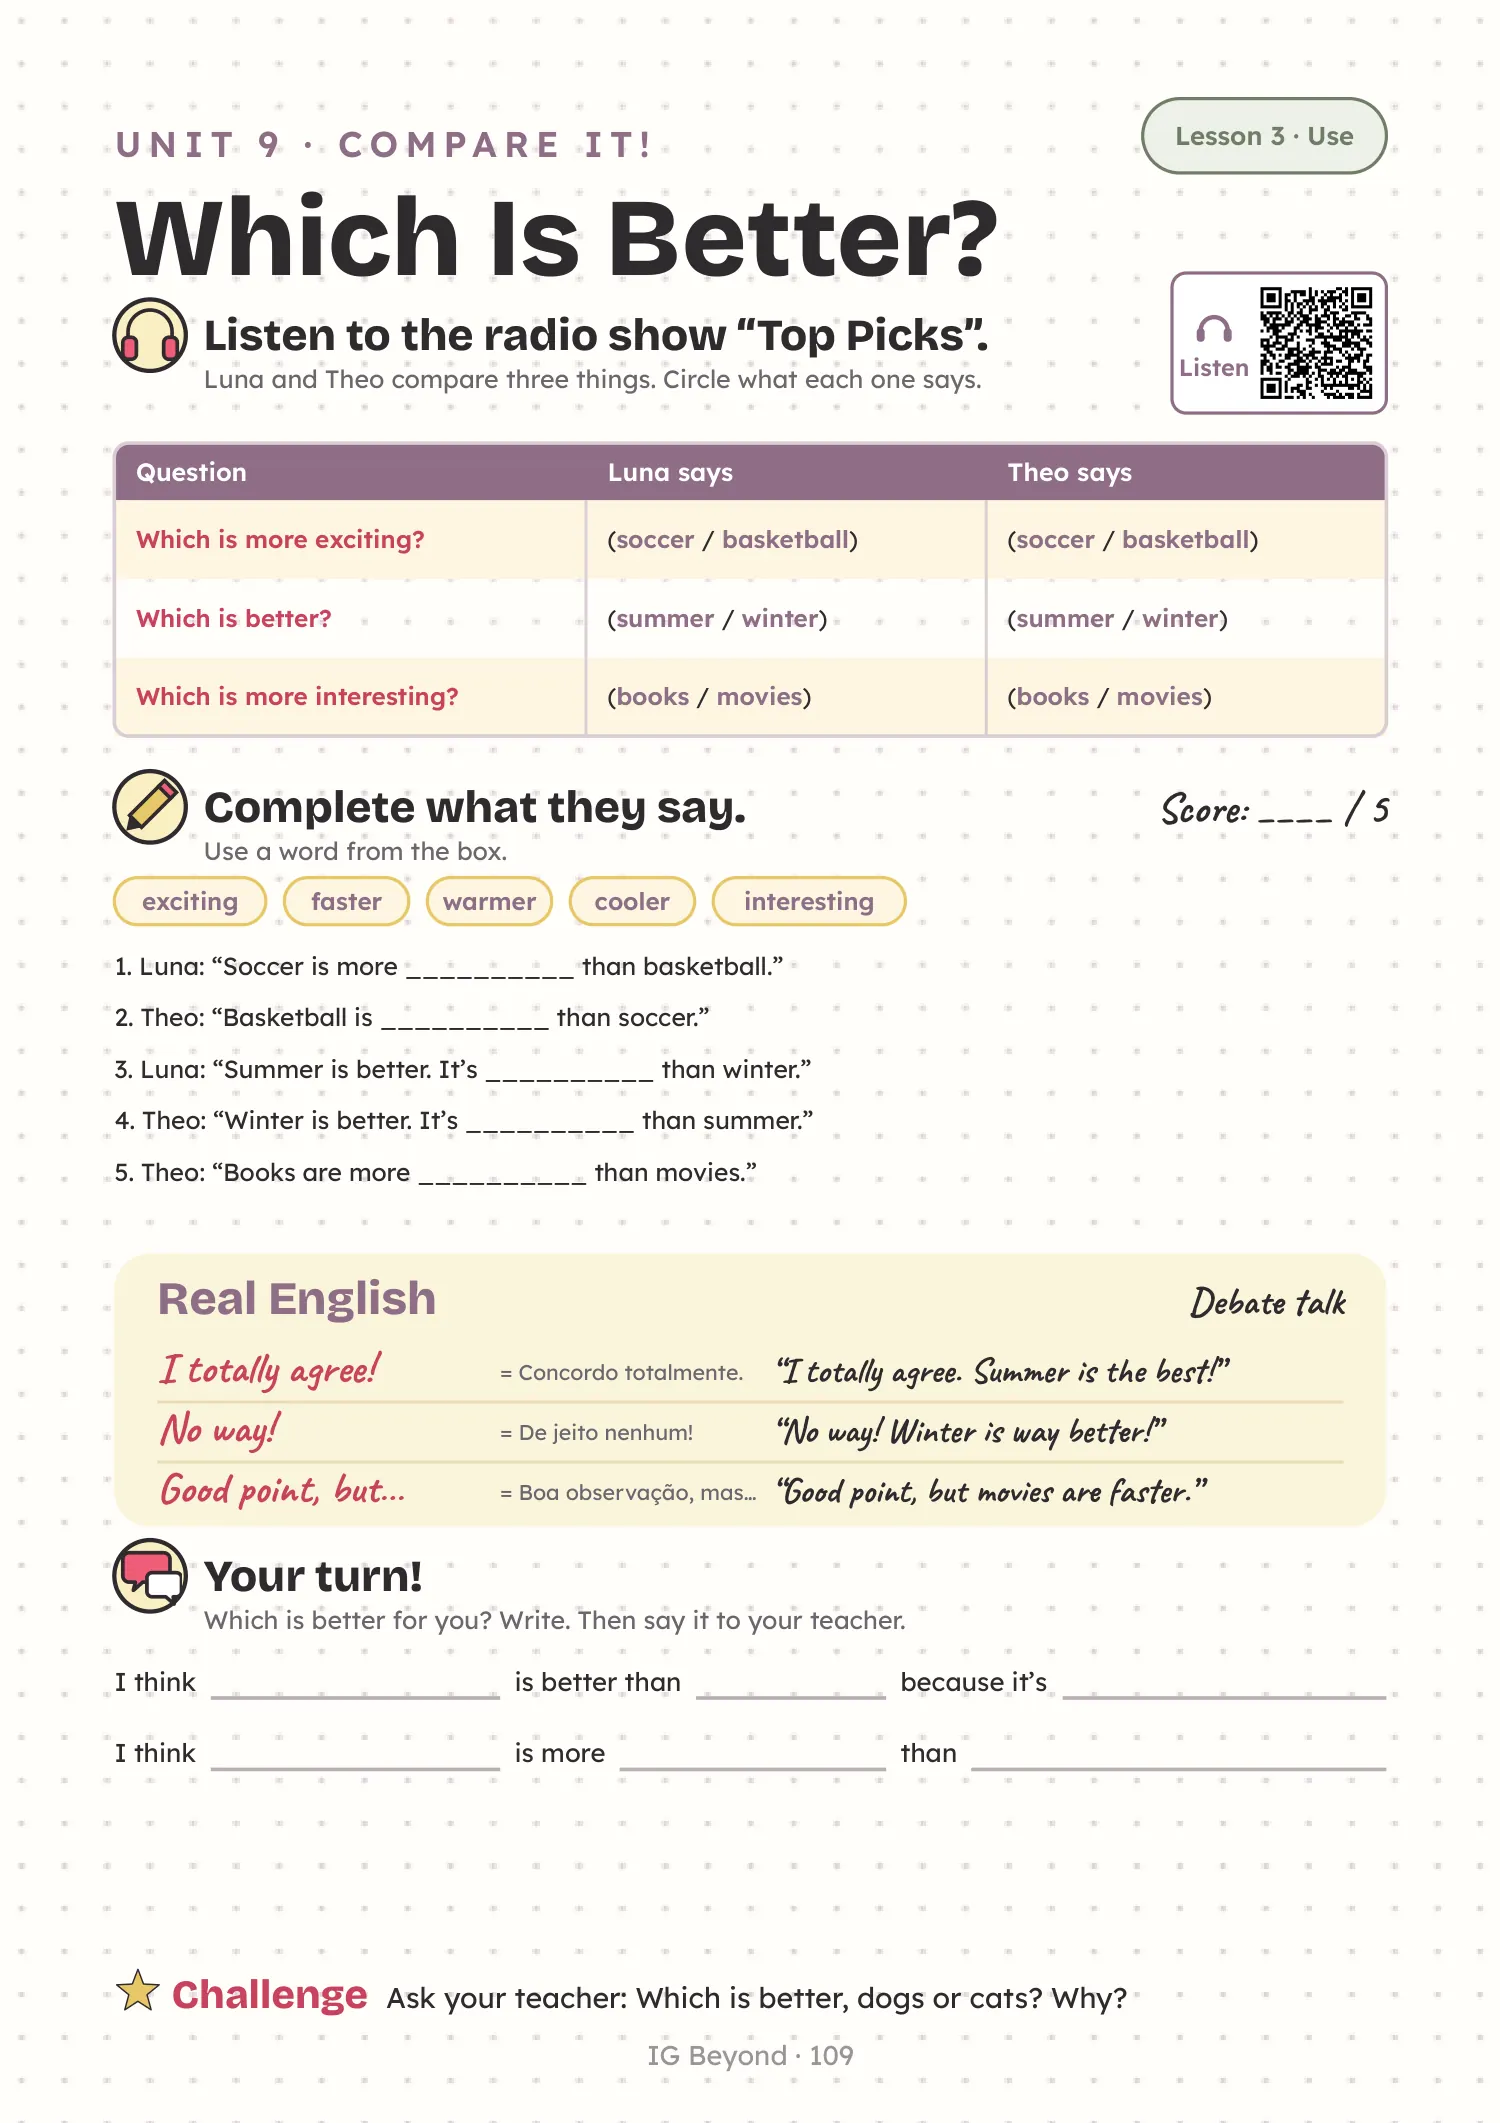 UNIT 9 · COMPARE IT!
Lesson 3 · Use
Which Is Better?
Listen to the radio show “Top Picks”.
Luna and Theo compare three things. Circle what each one says.
Listen
Question Luna says Theo says
Which is more exciting? (soccer / basketball) (soccer / basketball)
Which is better? (summer / winter) (summer / winter)
Which is more interesting? (books / movies) (books / movies)
Complete what they say.
Score: ____ / 5
Use a word from the box.
exciting faster warmer cooler interesting
1. Luna: “Soccer is more __________ than basketball.”
2. Theo: “Basketball is __________ than soccer.”
3. Luna: “Summer is better. It’s __________ than winter.”
4. Theo: “Winter is better. It’s __________ than summer.”
5. Theo: “Books are more __________ than movies.”
Real English
Debate talk
I totally agree! = Concordo totalmente. “I totally agree. Summer is the best!”
No way! = De jeito nenhum! “No way! Winter is way better!”
Good point, but... = Boa observação, mas... “Good point, but movies are faster.”
Your turn!
Which is better for you? Write. Then say it to your teacher.
I think ____ is better than ____ because it’s ____
I think ____ is more ____ than ____
Challenge Ask your teacher: Which is better, dogs or cats? Why?
IG Beyond · 109